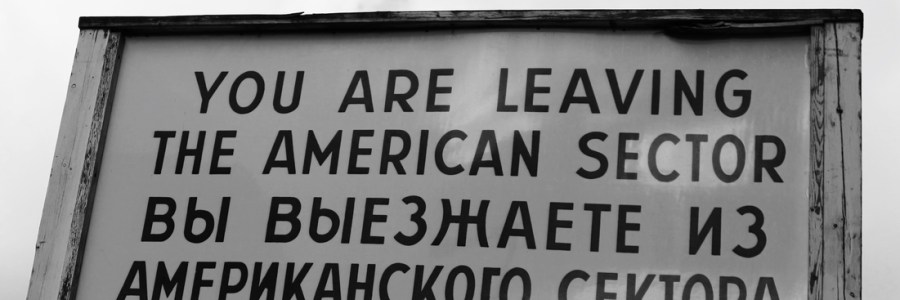 YOU ARE LEAVING
THE AMERICAN SECTOR
ВЫ ВЫЕЗЖАЕТЕ ИЗ
АМЕРИКАНСКОГО СЕКТОРА